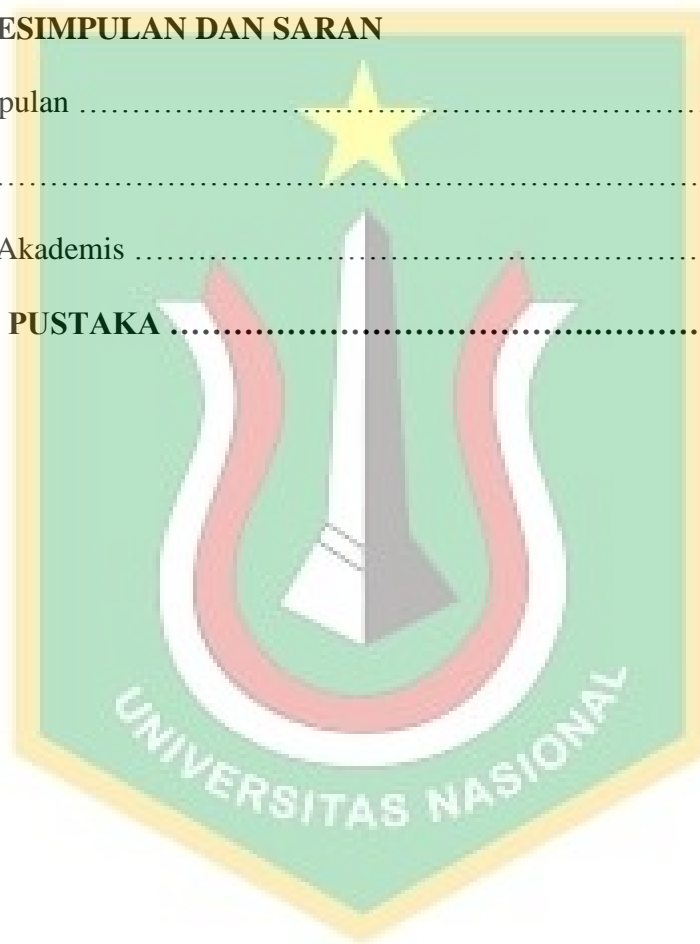 ESIMPULAN DAN SARAN
pulan ........................................................................
........................................................................
Akademis ................................................................
PUSTAKA ................................................................
UNIVERSITAS NASIONAL